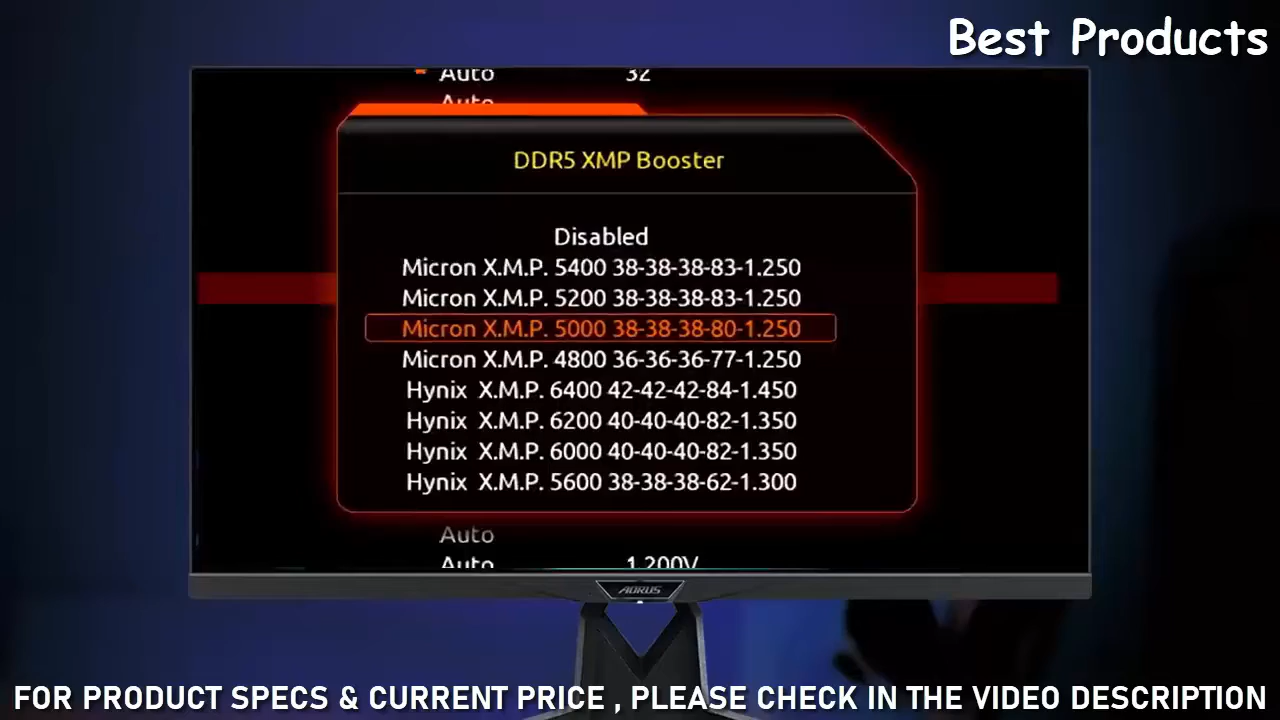 Best Products
Auto 32
Auto
DDR5 XMP Booster
Disabled
Micron X.M.P. 5400 38-38-38-83-1.250
Micron X.M.P. 5200 38-38-38-83-1.250
Micron X.M.P. 5000 38-38-38-80-1.250
Micron X.M.P. 4800 36-36-36-77-1.250
Hynix X.M.P. 6400 42-42-42-84-1.450
Hynix X.M.P. 6200 40-40-40-82-1.350
Hynix X.M.P. 6000 40-40-40-82-1.350
Hynix X.M.P. 5600 38-38-38-62-1.300
Auto
Auto 1.200V
AORUS
FOR PRODUCT SPECS & CURRENT PRICE , PLEASE CHECK IN THE VIDEO DESCRIPTION